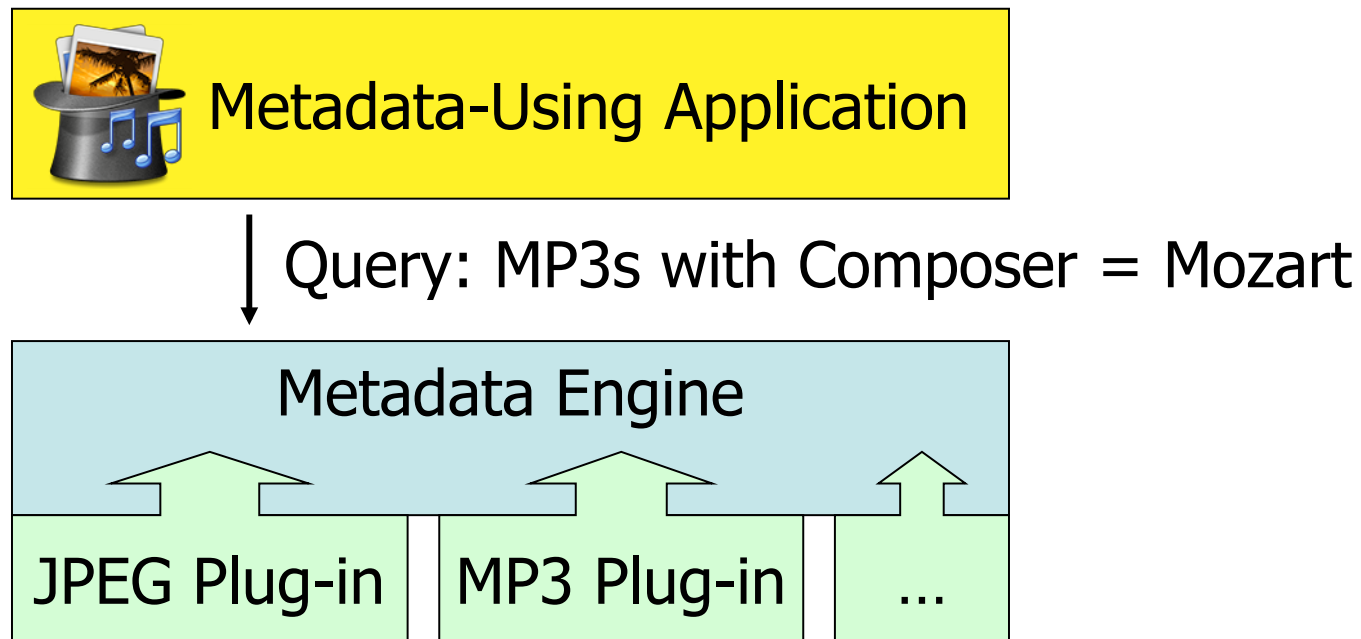 Metadata-Using Application
Query: MP3s with Composer = Mozart
Metadata Engine
JPEG Plug-in
MP3 Plug-in
...